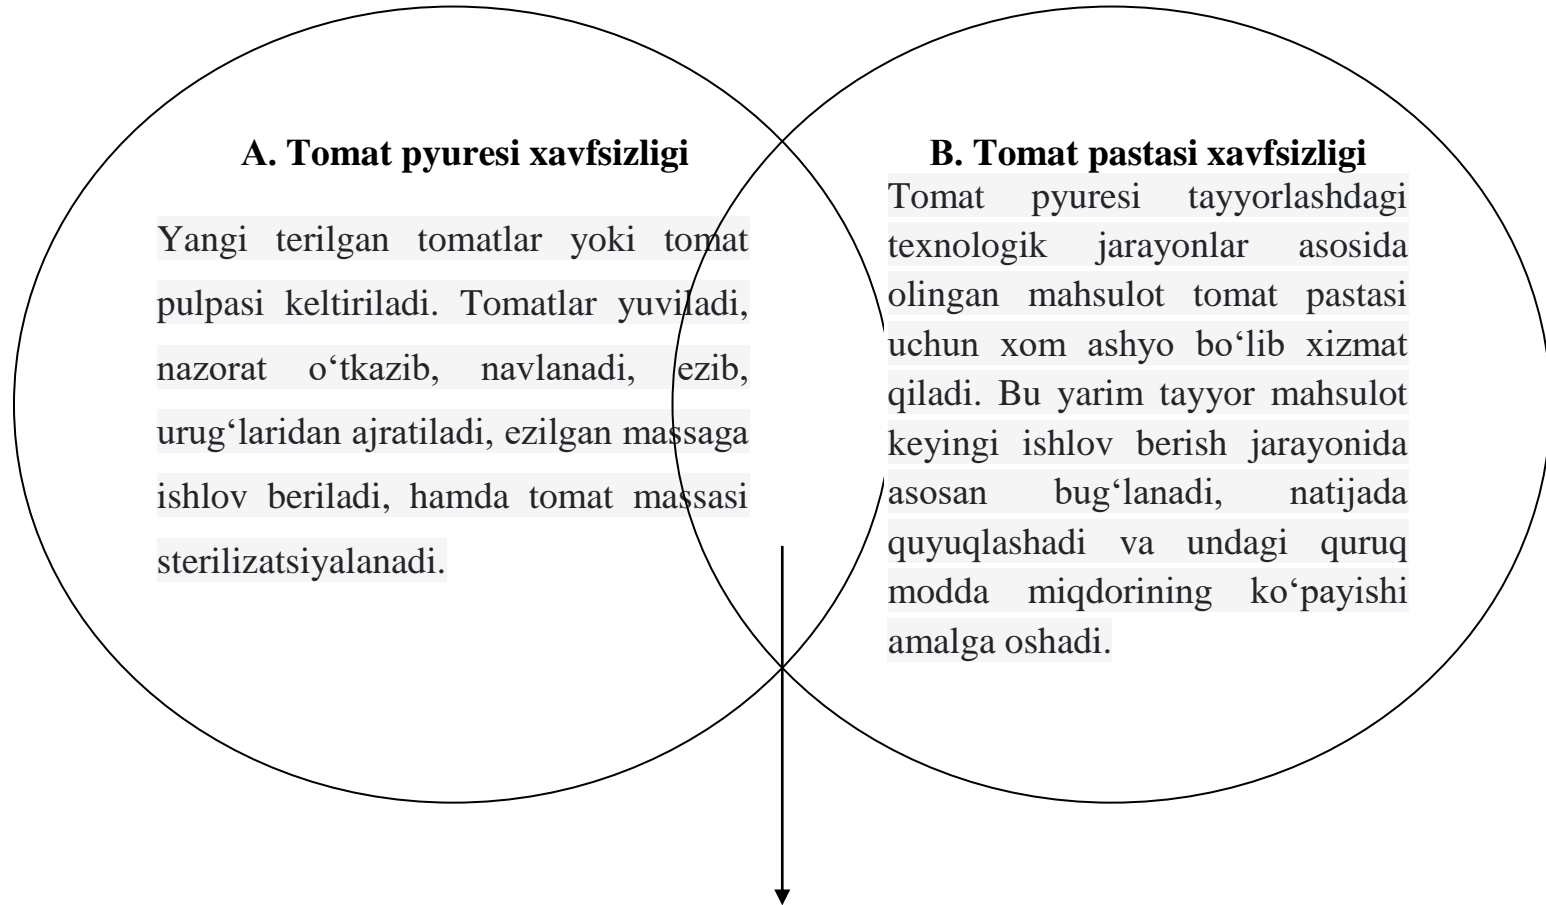 A. Tomat pyuresi xavfsizligi
Yangi terilgan tomatlar yoki tomat
pulpasi keltiriladi. Tomatlar yuviladi,
nazorat o‘tkazib, navlanadi, ezib,
urug‘laridan ajratiladi, ezilgan massaga
ishlov beriladi, hamda tomat massasi
sterilizatsiyalanadi.
B. Tomat pastasi xavfsizligi
Tomat pyuresi tayyorlashdagi
texnologik jarayonlar asosida
olingan mahsulot tomat pastasi
uchun xom ashyo bo‘lib xizmat
qiladi. Bu yarim tayyor mahsulot
keyingi ishlov berish jarayonida
asosan bug‘lanadi, natijada
quyuqlashadi va undagi quruq
modda miqdorining ko‘payishi
amalga oshadi.